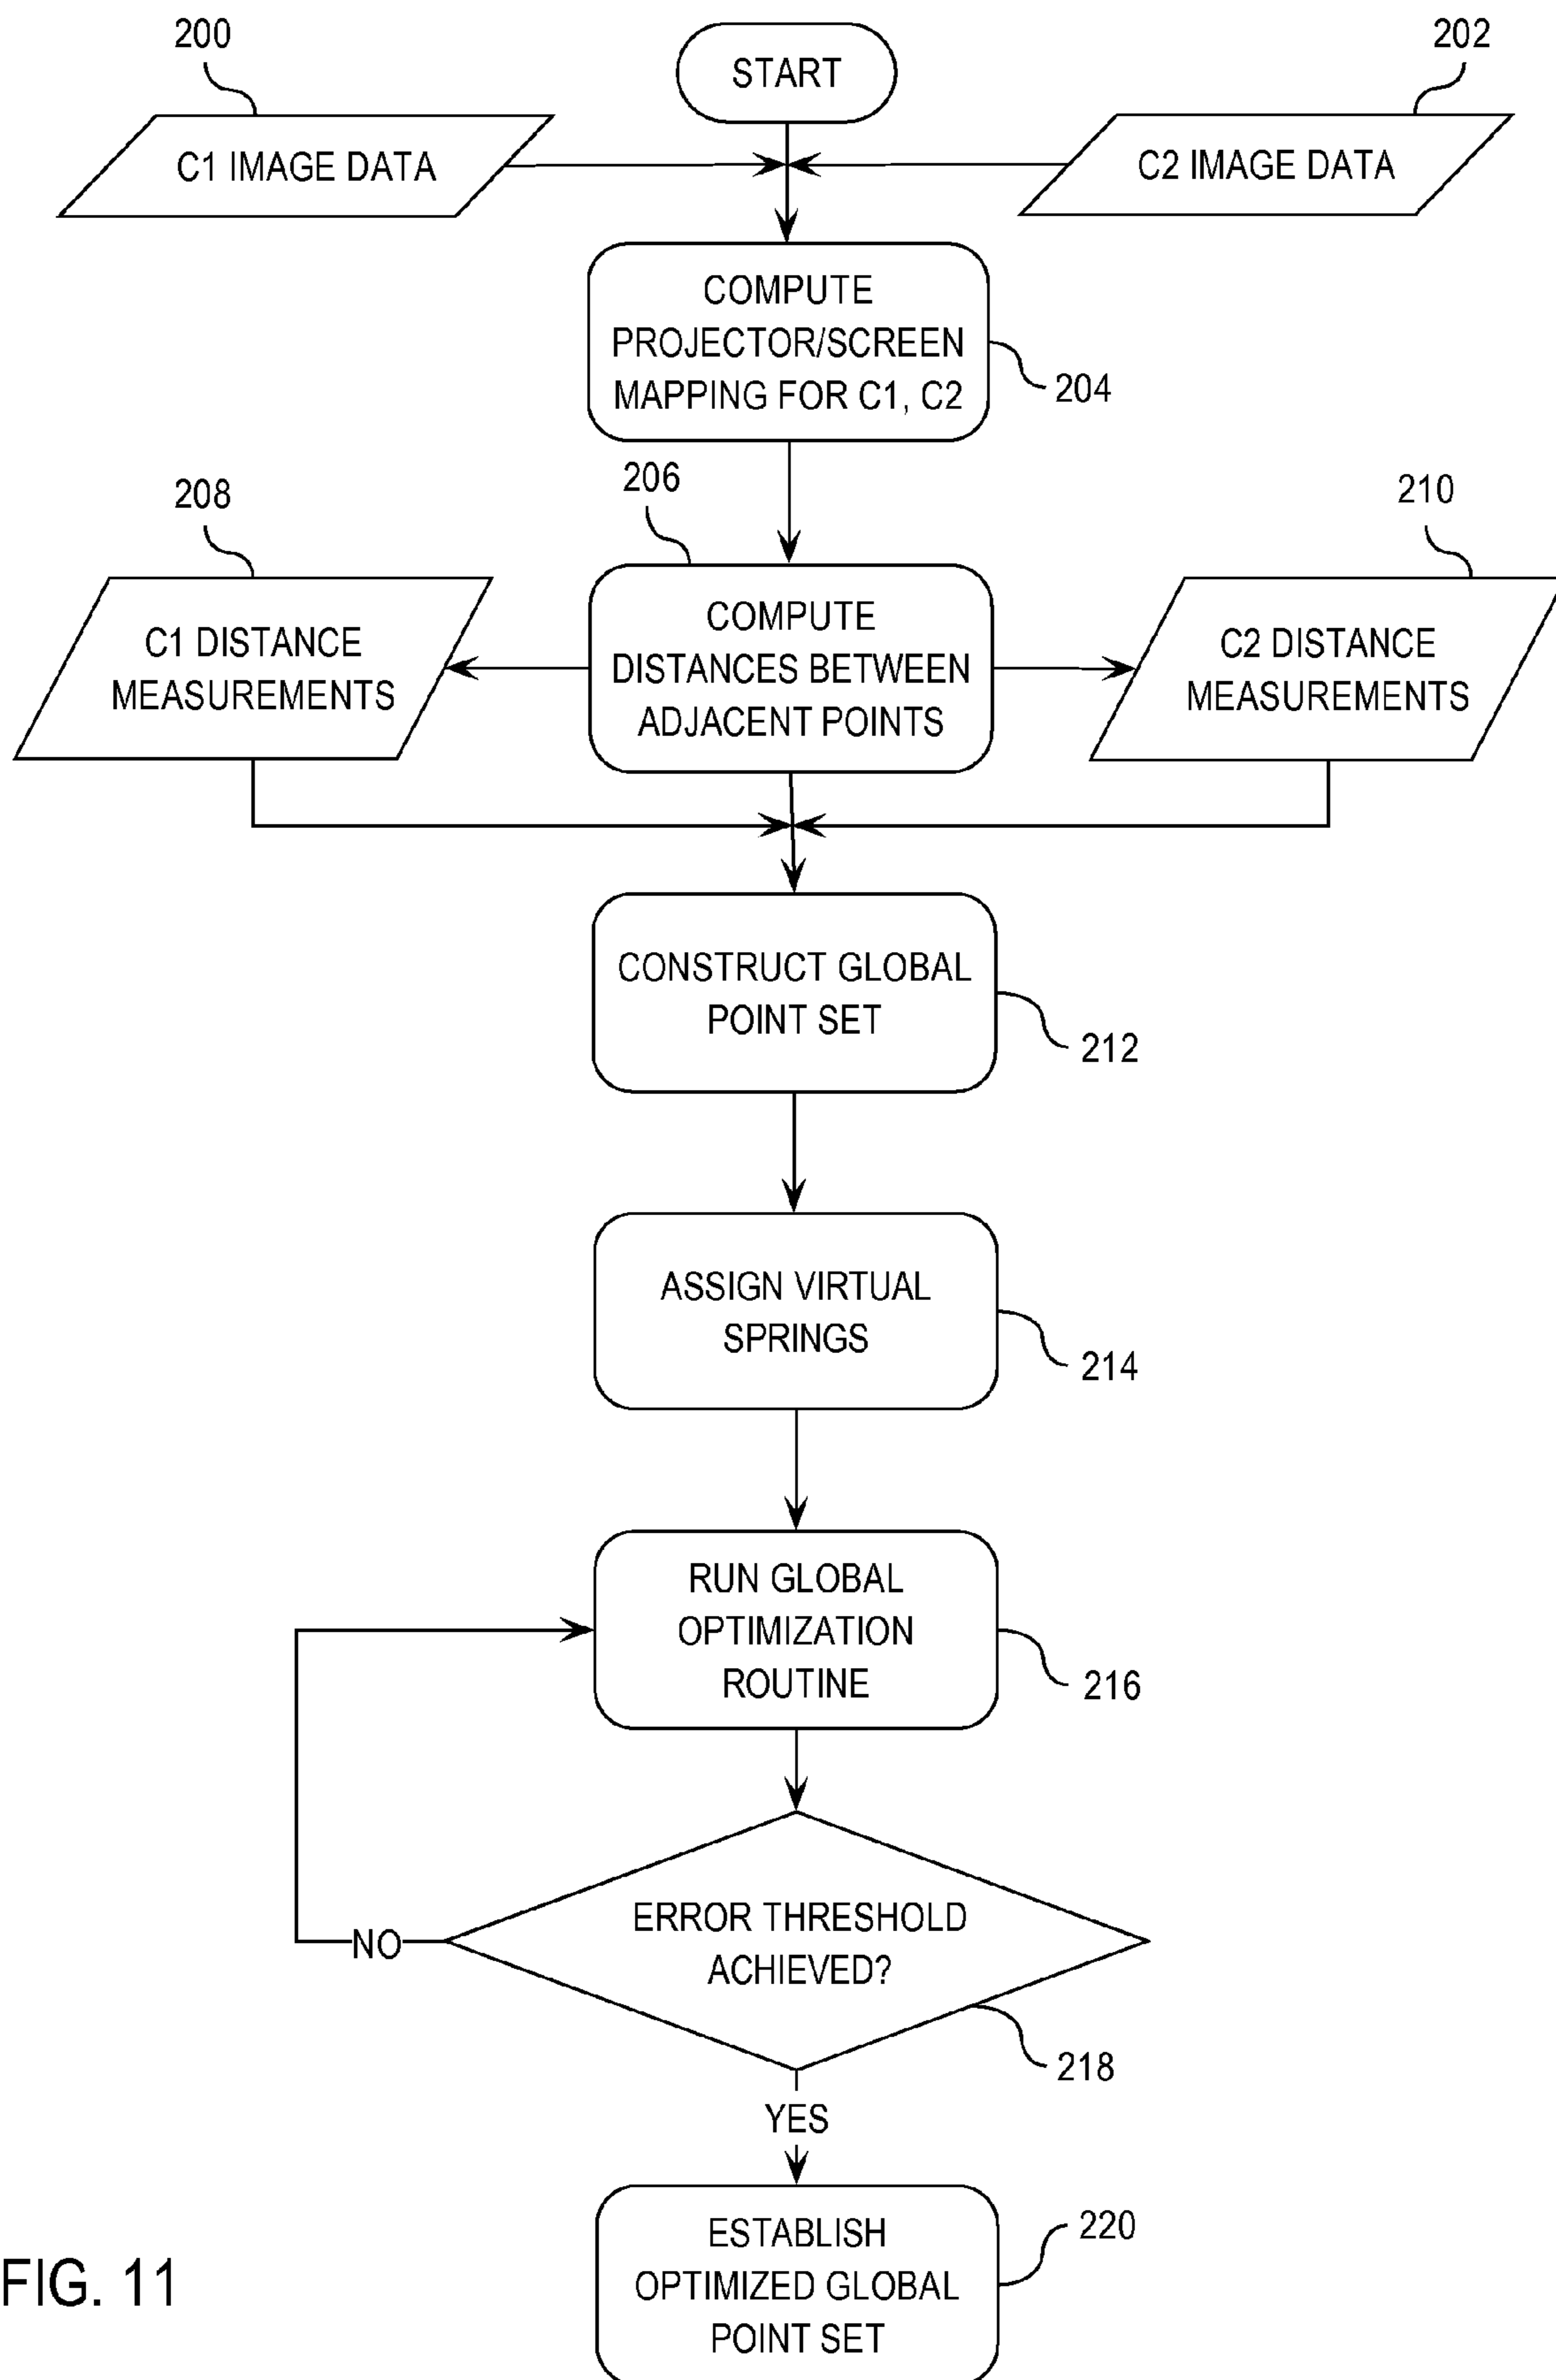 200
202
START
C1 IMAGE DATA
C2 IMAGE DATA
COMPUTE
PROJECTOR/SCREEN
MAPPING FOR C1, C2
204
206
208
210
C1 DISTANCE
MEASUREMENTS
COMPUTE
DISTANCES BETWEEN
ADJACENT POINTS
C2 DISTANCE
MEASUREMENTS
CONSTRUCT GLOBAL
POINT SET
212
ASSIGN VIRTUAL
SPRINGS
214
RUN GLOBAL
OPTIMIZATION
ROUTINE
216
ERROR THRESHOLD
ACHIEVED?
NO
218
YES
ESTABLISH
OPTIMIZED GLOBAL
POINT SET
220
FIG. 11